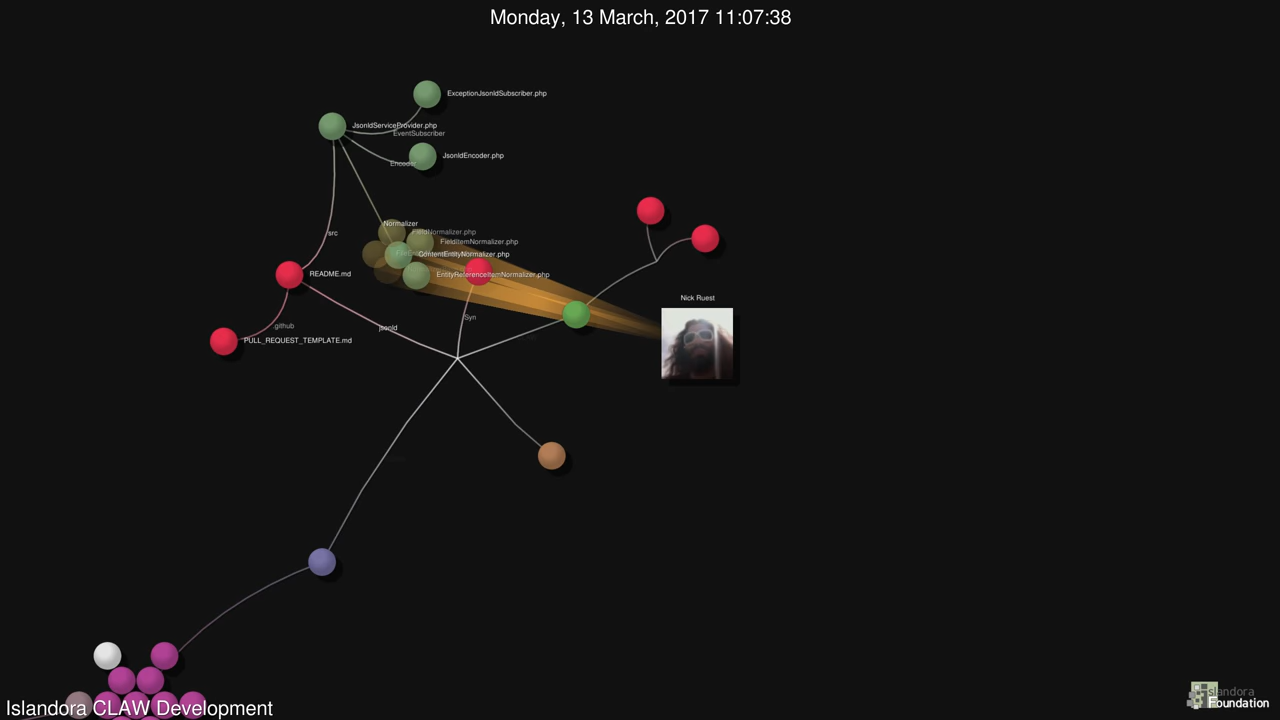 Monday, 13 March, 2017 11:07:38
ExceptionJsonldSubscriber.php
JsonldServiceProvider.php
EventSubscriber
JsonldEncoder.php
Encoder
Normalizer
FieldNormalizer.php
src
FieldItemNormalizer.php
ContentEntityNormalizer.php
README.md
EntityReferenceItemNormalizer.php
Nick Ruest
Syn
.github
jsonld
PULL_REQUEST_TEMPLATE.md
Islandora CLAW Development
islandora
Foundation